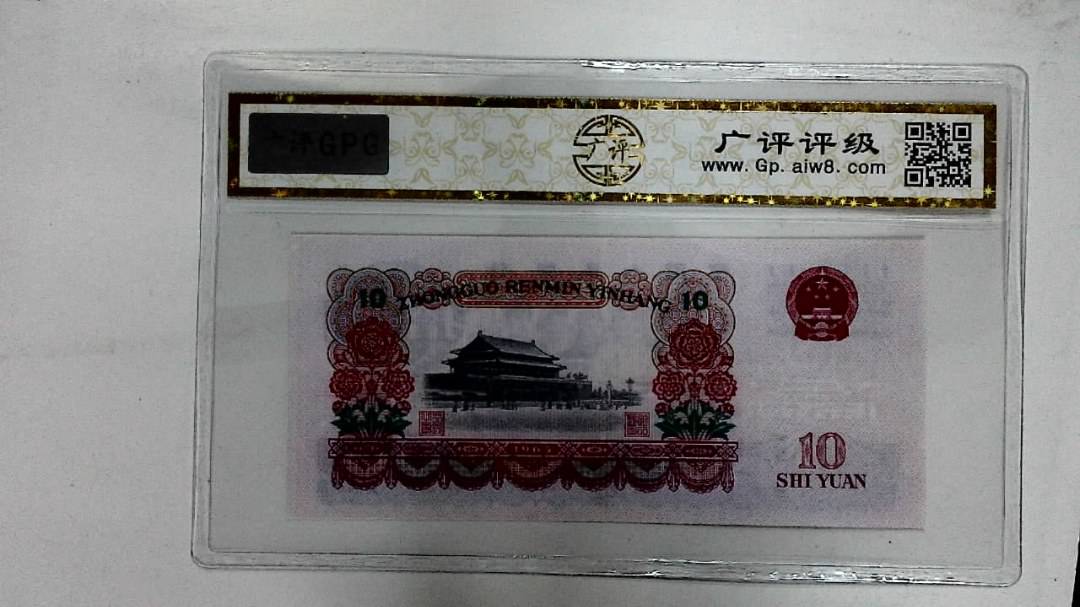 广评GPG
广评
广评评级
www.Gp.aiw8.com
10 ZHONGGUO RENMIN YINHANG 10
1965
10
SHI YUAN